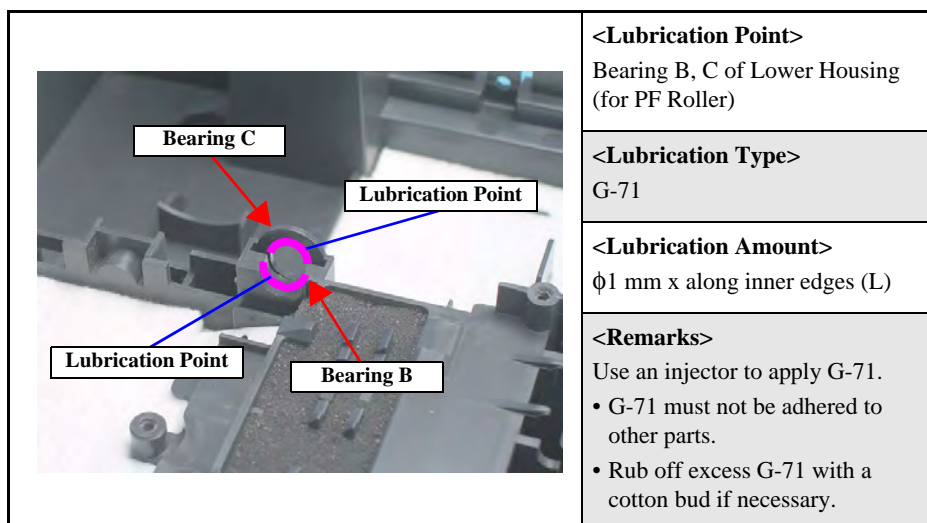 Bearing C
Lubrication Point
Lubrication Point
Bearing B
<Lubrication Point>
Bearing B, C of Lower Housing
(for PF Roller)
<Lubrication Type>
G-71
<Lubrication Amount>
ϕ1 mm x along inner edges (L)
<Remarks>
Use an injector to apply G-71.
• G-71 must not be adhered to
other parts.
• Rub off excess G-71 with a
cotton bud if necessary.